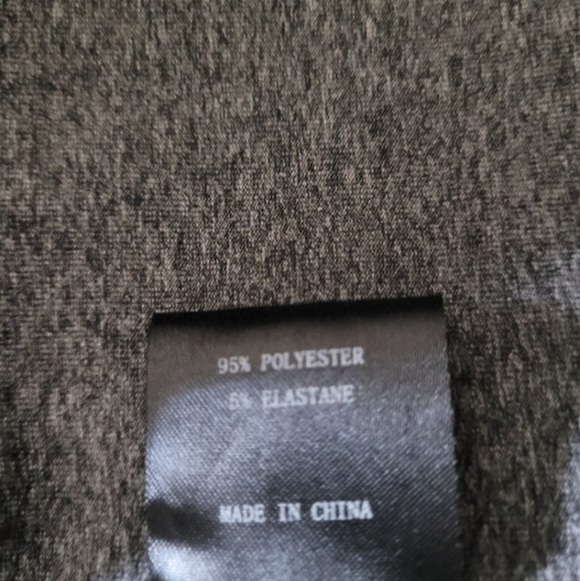 95% POLYESTER
5% ELASTANE
MADE IN CHINA